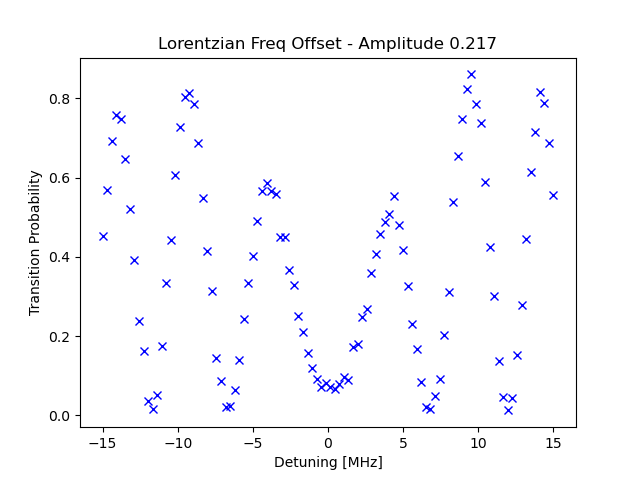 Lorentzian Freq Offset - Amplitude 0.217
Transition Probability
0.8
0.6
0.4
0.2
0.0
−15 −10 −5 0 5 10 15
Detuning [MHz]